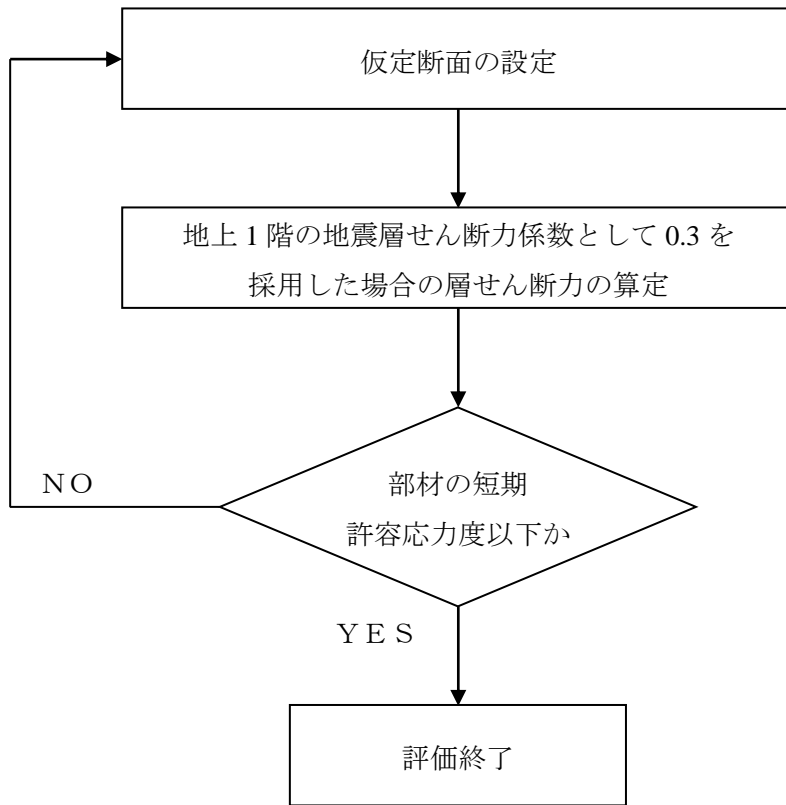 仮定断面の設定
地上1階の地震層せん断力係数として0.3を
採用した場合の層せん断力の算定
部材の短期
許容応力度以下か
ＮＯ
ＹＥＳ
評価終了